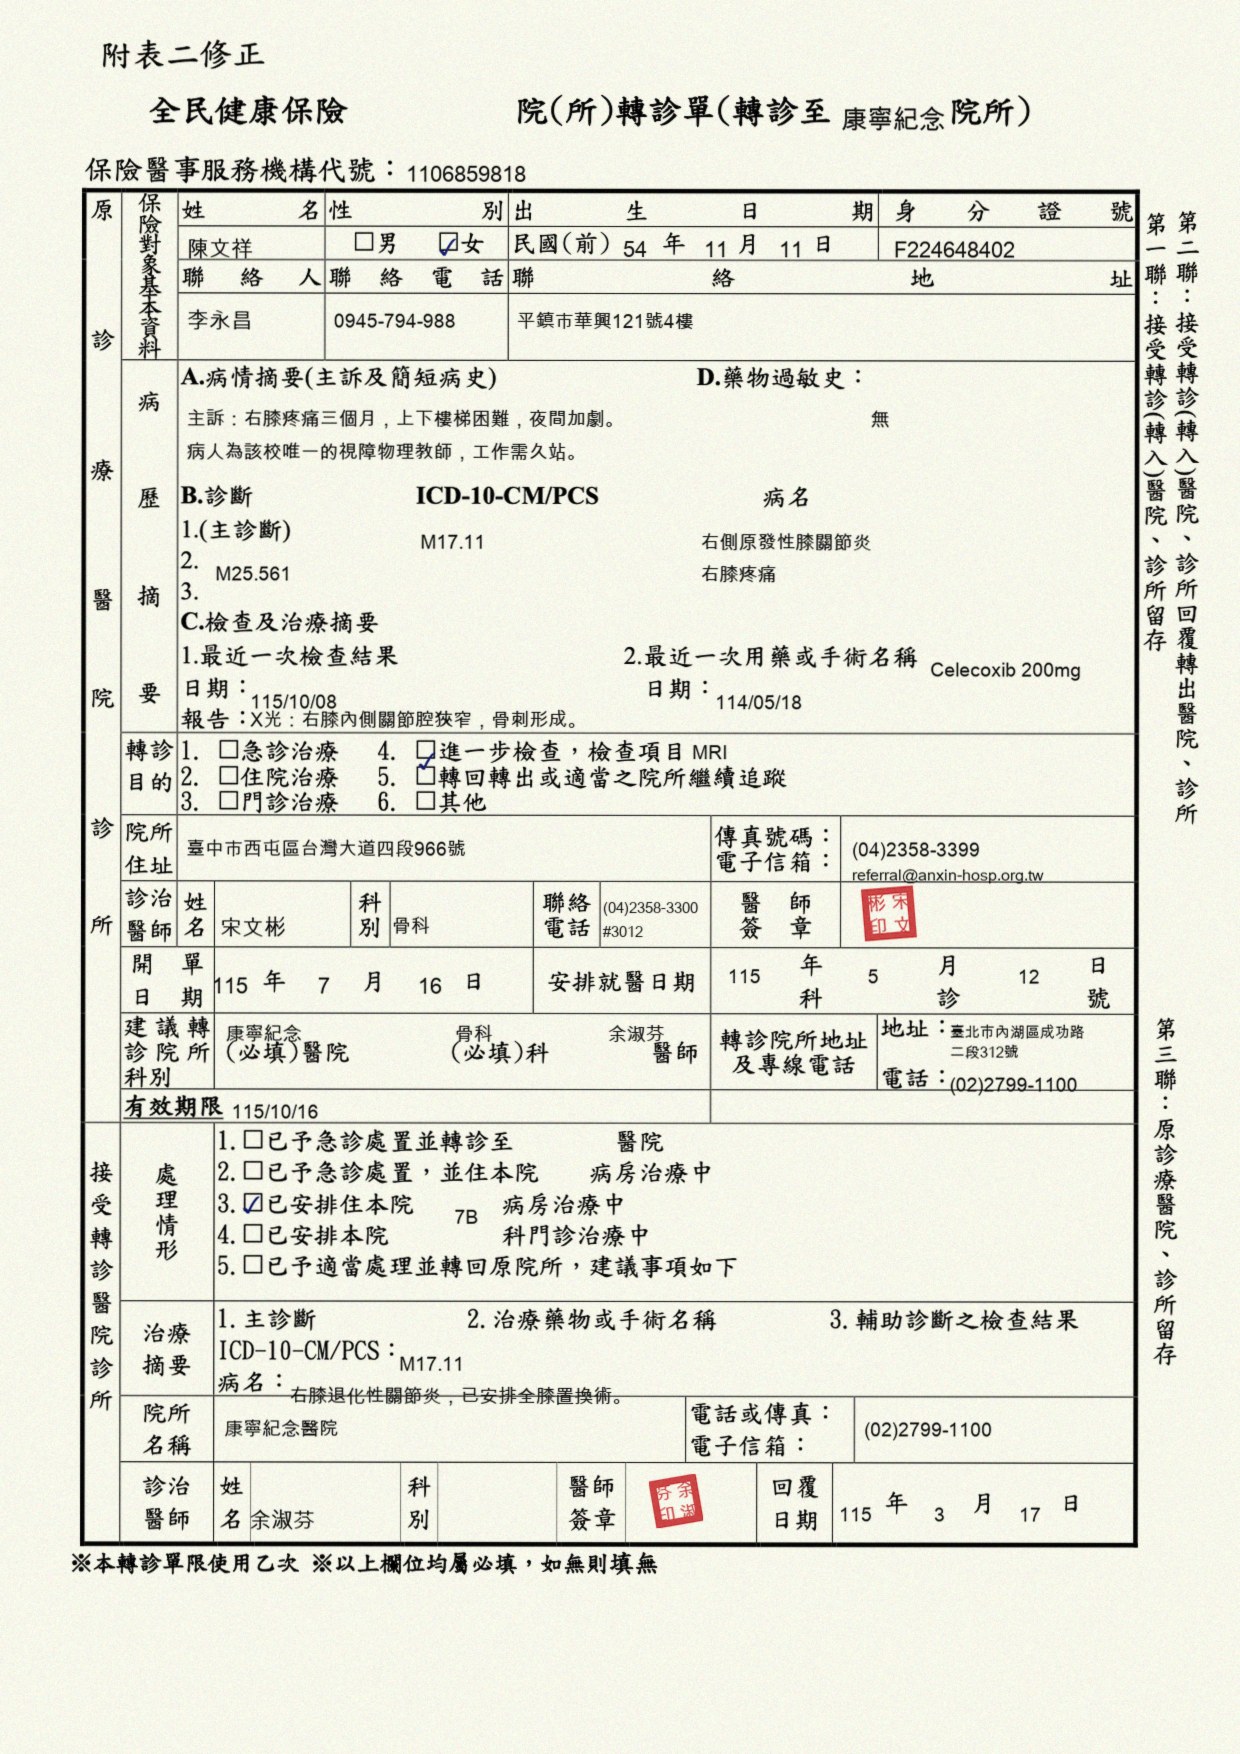 附表二修正
全民健康保險 院(所)轉診單(轉診至 康寧紀念 院所)
保險醫事服務機構代號：1106859818
原診療醫院診所
保險對象基本資料
姓名 性別 出生日期 身分證號
陳文祥 □男 ☑女 民國(前) 54 年 11 月 11 日 F224648402
聯絡人 聯絡電話 聯絡地址
李永昌 0945-794-988 平鎮市華興121號4樓
病歷摘要
A.病情摘要(主訴及簡短病史) D.藥物過敏史：
主訴：右膝疼痛三個月，上下樓梯困難，夜間加劇。 無
病人為該校唯一的視障物理教師，工作需久站。
B.診斷 ICD-10-CM/PCS 病名
1.(主診斷) M17.11 右側原發性膝關節炎
2. M25.561 右膝疼痛
3.
C.檢查及治療摘要
1.最近一次檢查結果 2.最近一次用藥或手術名稱 Celecoxib 200mg
日期：115/10/08 日期：114/05/18
報告：X光：右膝內側關節腔狹窄，骨刺形成。
轉診目的
1. □急診治療 4. ☑進一步檢查，檢查項目 MRI
2. □住院治療 5. □轉回轉出或適當之院所繼續追蹤
3. □門診治療 6. □其他
院所住址 臺中市西屯區台灣大道四段966號 傳真號碼：(04)2358-3399
電子信箱：referral@anxin-hosp.org.tw
診治醫師 姓名 宋文彬 科別 骨科 聯絡電話 (04)2358-3300 #3012 醫師簽章 宋文彬印
開單日期 115 年 7 月 16 日 安排就醫日期 115 年 5 月 12 日
科 診 號
建議轉診院所科別 康寧紀念 (必填)醫院 骨科 (必填)科 余淑芬 醫師 轉診院所地址及專線電話 地址：臺北市內湖區成功路二段312號
電話：(02)2799-1100
有效期限 115/10/16
接受轉診醫院診所
處理情形
1. □已予急診處置並轉診至 醫院
2. □已予急診處置，並住本院 病房治療中
3. ☑已安排住本院 7B 病房治療中
4. □已安排本院 科門診治療中
5. □已予適當處理並轉回原院所，建議事項如下
治療摘要
1. 主診斷 2. 治療藥物或手術名稱 3. 輔助診斷之檢查結果
ICD-10-CM/PCS：M17.11
病名：右膝退化性關節炎，已安排全膝置換術。
院所名稱 康寧紀念醫院 電話或傳真：(02)2799-1100
電子信箱：
診治醫師 姓名 余淑芬 科別 醫師簽章 余淑芬印 回覆日期 115 年 3 月 17 日
※本轉診單限使用乙次 ※以上欄位均屬必填，如無則填無
第一聯：接受轉診(轉入)醫院、診所留存
第二聯：接受轉診(轉入)醫院、診所回覆轉出醫院、診所
第三聯：原診療醫院、診所留存